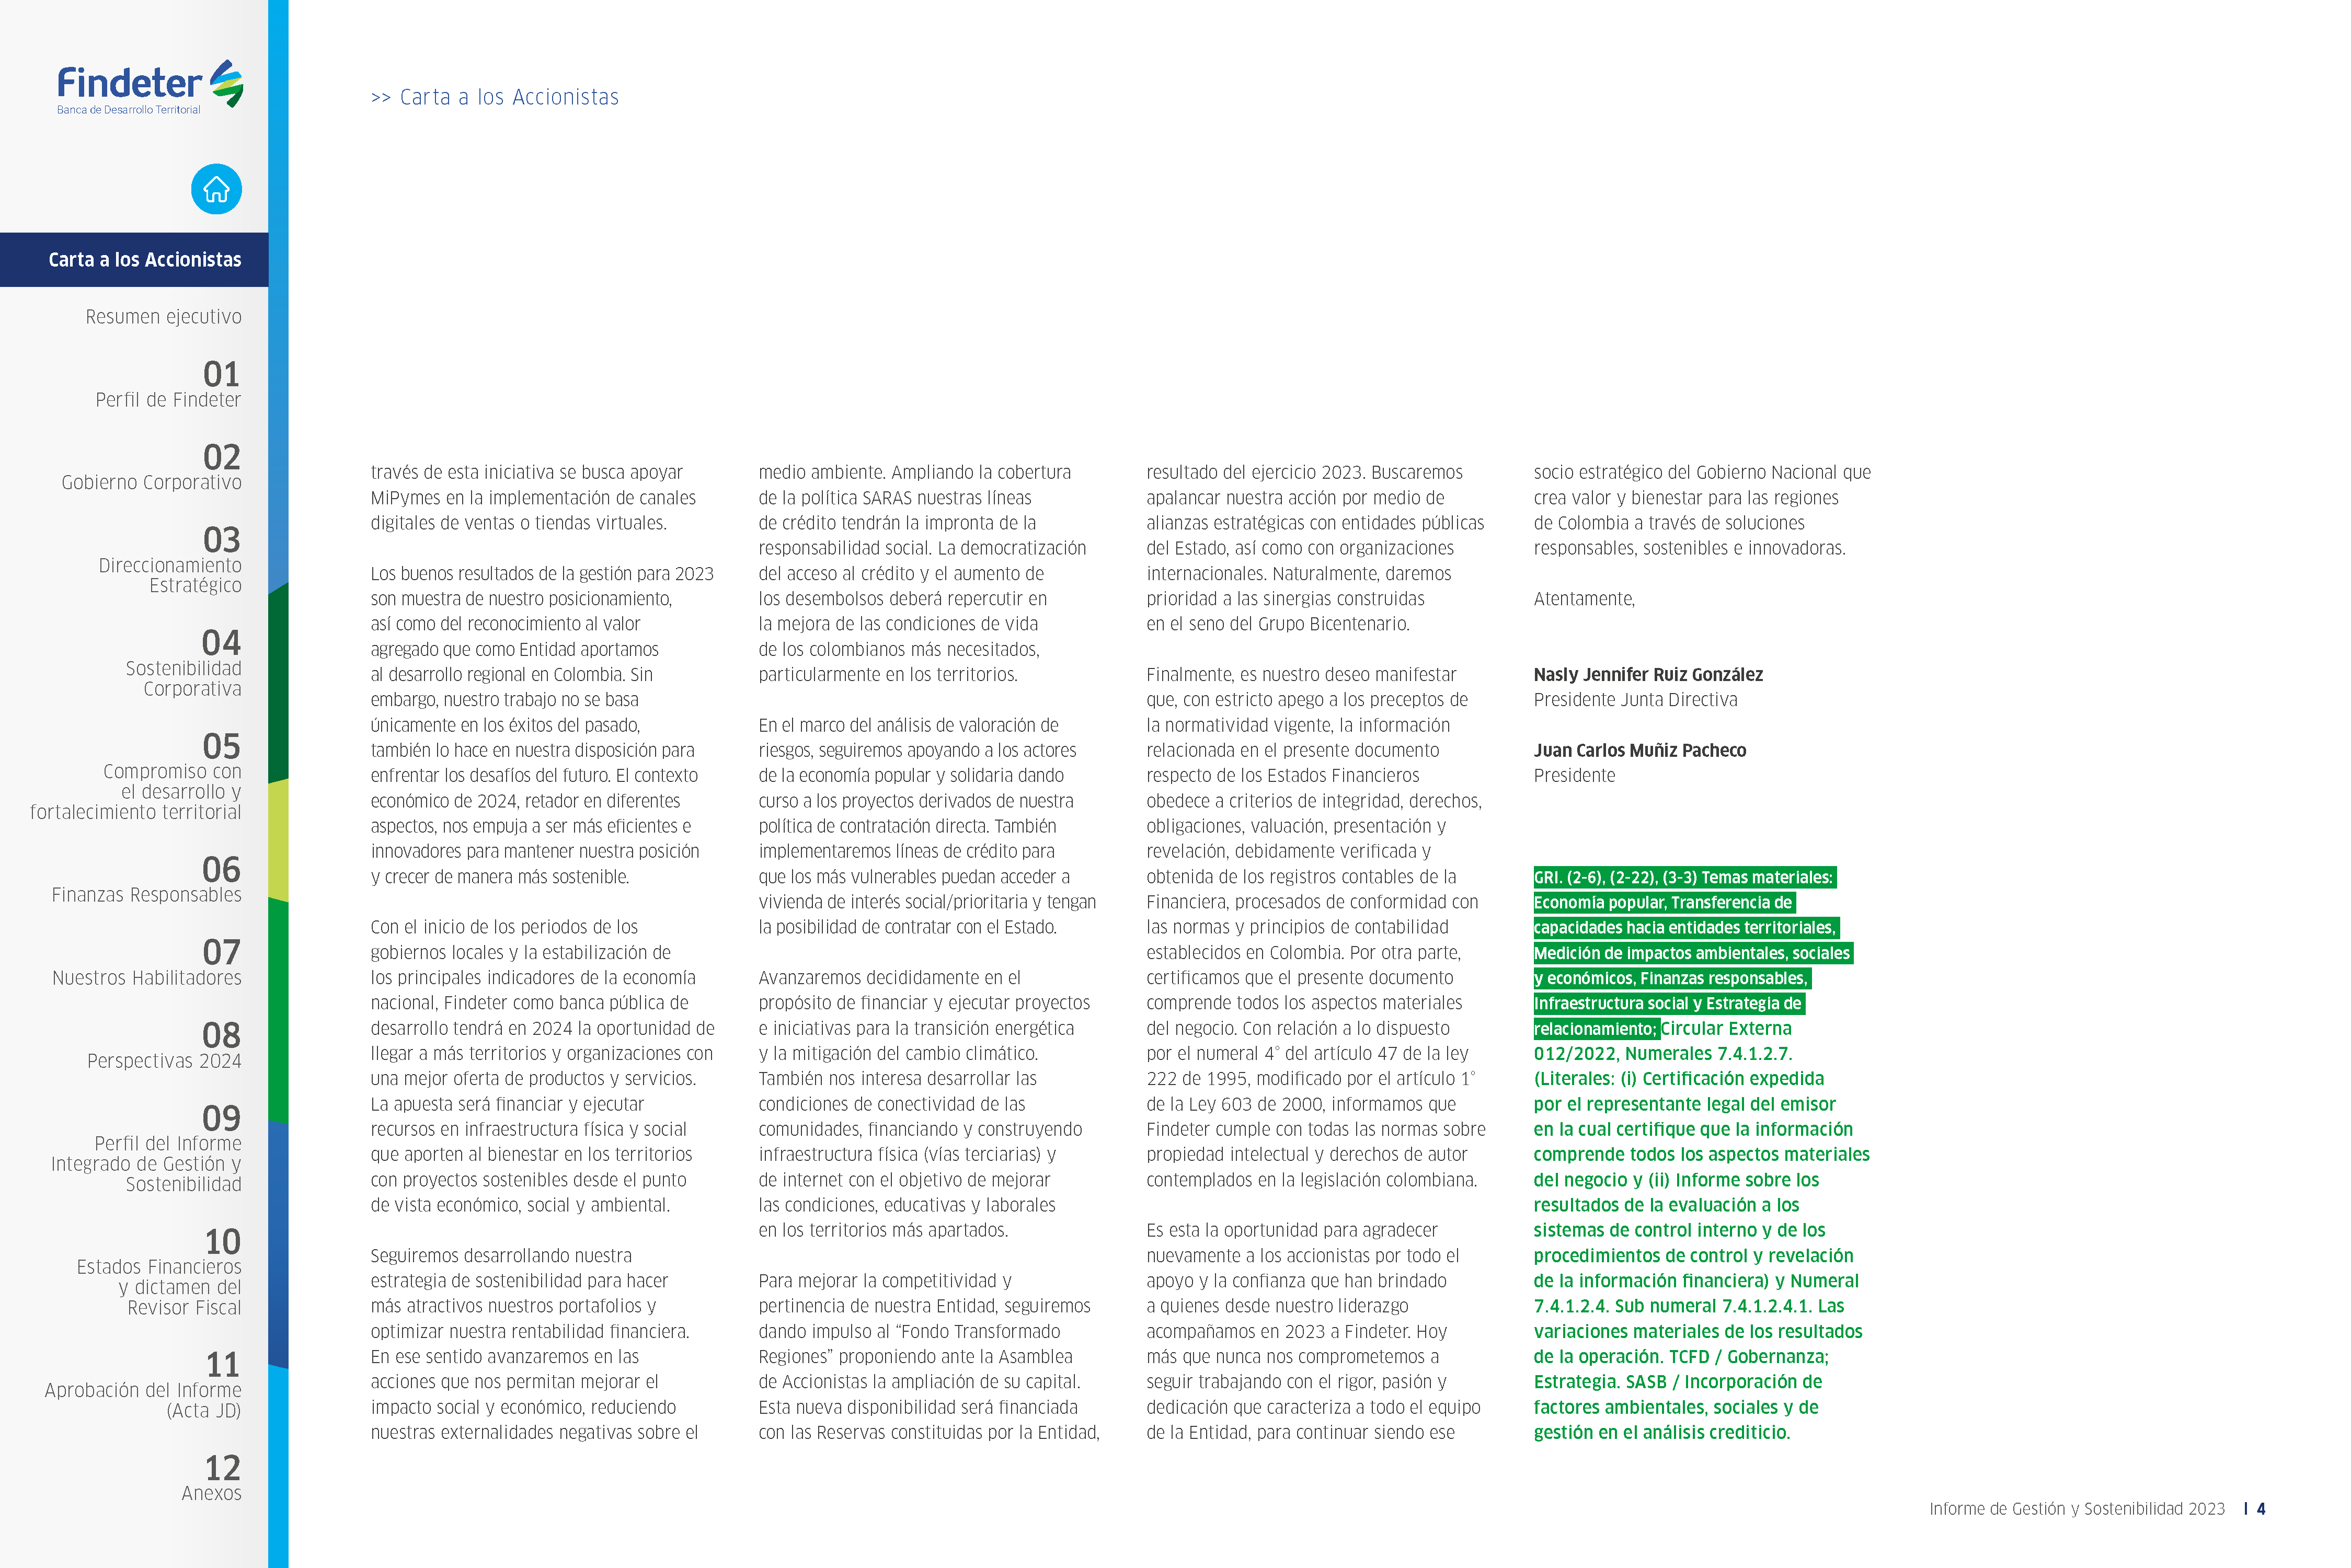 Findeter
Banca de Desarrollo Territorial
Carta a los Accionistas
Resumen ejecutivo
01
Perfil de Findeter
02
Gobierno Corporativo
03
Direccionamiento
Estratégico
04
Sostenibilidad
Corporativa
05
Compromiso con
el desarrollo y
fortalecimiento territorial
06
Finanzas Responsables
07
Nuestros Habilitadores
08
Perspectivas 2024
09
Perfil del Informe
Integrado de Gestión y
Sostenibilidad
10
Estados Financieros
y dictamen del
Revisor Fiscal
11
Aprobación del Informe
(Acta JD)
12
Anexos
>> Carta a los Accionistas
través de esta iniciativa se busca apoyar
MiPymes en la implementación de canales
digitales de ventas o tiendas virtuales.
Los buenos resultados de la gestión para 2023
son muestra de nuestro posicionamiento,
así como del reconocimiento al valor
agregado que como Entidad aportamos
al desarrollo regional en Colombia. Sin
embargo, nuestro trabajo no se basa
únicamente en los éxitos del pasado,
también lo hace en nuestra disposición para
enfrentar los desafíos del futuro. El contexto
económico de 2024, retador en diferentes
aspectos, nos empuja a ser más eficientes e
innovadores para mantener nuestra posición
y crecer de manera más sostenible.
Con el inicio de los periodos de los
gobiernos locales y la estabilización de
los principales indicadores de la economía
nacional, Findeter como banca pública de
desarrollo tendrá en 2024 la oportunidad de
llegar a más territorios y organizaciones con
una mejor oferta de productos y servicios.
La apuesta será financiar y ejecutar
recursos en infraestructura física y social
que aporten al bienestar en los territorios
con proyectos sostenibles desde el punto
de vista económico, social y ambiental.
Seguiremos desarrollando nuestra
estrategia de sostenibilidad para hacer
más atractivos nuestros portafolios y
optimizar nuestra rentabilidad financiera.
En ese sentido avanzaremos en las
acciones que nos permitan mejorar el
impacto social y económico, reduciendo
nuestras externalidades negativas sobre el
medio ambiente. Ampliando la cobertura
de la política SARAS nuestras líneas
de crédito tendrán la impronta de la
responsabilidad social. La democratización
del acceso al crédito y el aumento de
los desembolsos deberá repercutir en
la mejora de las condiciones de vida
de los colombianos más necesitados,
particularmente en los territorios.
En el marco del análisis de valoración de
riesgos, seguiremos apoyando a los actores
de la economía popular y solidaria dando
curso a los proyectos derivados de nuestra
política de contratación directa. También
implementaremos líneas de crédito para
que los más vulnerables puedan acceder a
vivienda de interés social/prioritaria y tengan
la posibilidad de contratar con el Estado.
Avanzaremos decididamente en el
propósito de financiar y ejecutar proyectos
e iniciativas para la transición energética
y la mitigación del cambio climático.
También nos interesa desarrollar las
condiciones de conectividad de las
comunidades, financiando y construyendo
infraestructura física (vías terciarias) y
de internet con el objetivo de mejorar
las condiciones, educativas y laborales
en los territorios más apartados.
Para mejorar la competitividad y
pertinencia de nuestra Entidad, seguiremos
dando impulso al “Fondo Transformado
Regiones” proponiendo ante la Asamblea
de Accionistas la ampliación de su capital.
Esta nueva disponibilidad será financiada
con las Reservas constituidas por la Entidad,
resultado del ejercicio 2023. Buscaremos
apalancar nuestra acción por medio de
alianzas estratégicas con entidades públicas
del Estado, así como con organizaciones
internacionales. Naturalmente, daremos
prioridad a las sinergias construidas
en el seno del Grupo Bicentenario.
Finalmente, es nuestro deseo manifestar
que, con estricto apego a los preceptos de
la normatividad vigente, la información
relacionada en el presente documento
respecto de los Estados Financieros
obedece a criterios de integridad, derechos,
obligaciones, valuación, presentación y
revelación, debidamente verificada y
obtenida de los registros contables de la
Financiera, procesados de conformidad con
las normas y principios de contabilidad
establecidos en Colombia. Por otra parte,
certificamos que el presente documento
comprende todos los aspectos materiales
del negocio. Con relación a lo dispuesto
por el numeral 4° del artículo 47 de la ley
222 de 1995, modificado por el artículo 1°
de la Ley 603 de 2000, informamos que
Findeter cumple con todas las normas sobre
propiedad intelectual y derechos de autor
contemplados en la legislación colombiana.
Es esta la oportunidad para agradecer
nuevamente a los accionistas por todo el
apoyo y la confianza que han brindado
a quienes desde nuestro liderazgo
acompañamos en 2023 a Findeter. Hoy
más que nunca nos comprometemos a
seguir trabajando con el rigor, pasión y
dedicación que caracteriza a todo el equipo
de la Entidad, para continuar siendo ese
socio estratégico del Gobierno Nacional que
crea valor y bienestar para las regiones
de Colombia a través de soluciones
responsables, sostenibles e innovadoras.
Atentamente,
Nasly Jennifer Ruiz González
Presidente Junta Directiva
Juan Carlos Muñiz Pacheco
Presidente
GRI. (2-6), (2-22), (3-3) Temas materiales:
Economía popular, Transferencia de
capacidades hacia entidades territoriales,
Medición de impactos ambientales, sociales
y económicos, Finanzas responsables,
Infraestructura social y Estrategia de
relacionamiento; Circular Externa
012/2022, Numerales 7.4.1.2.7.
(Literales: (i) Certificación expedida
por el representante legal del emisor
en la cual certifique que la información
comprende todos los aspectos materiales
del negocio y (ii) Informe sobre los
resultados de la evaluación a los
sistemas de control interno y de los
procedimientos de control y revelación
de la información financiera) y Numeral
7.4.1.2.4. Sub numeral 7.4.1.2.4.1. Las
variaciones materiales de los resultados
de la operación. TCFD / Gobernanza;
Estrategia. SASB / Incorporación de
factores ambientales, sociales y de
gestión en el análisis crediticio.
Informe de Gestión y Sostenibilidad 2023 | 4